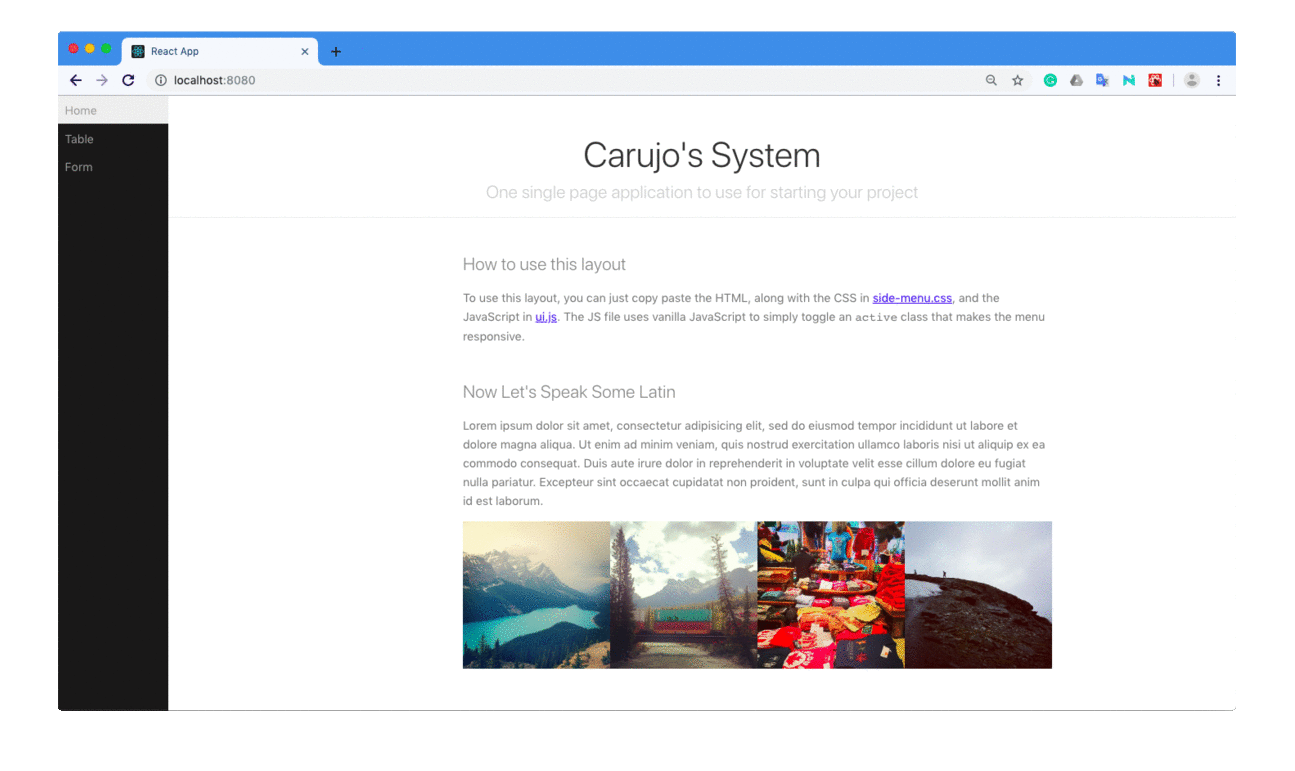 React App
localhost:8080
Home
Table
Form
Carujo's System
One single page application to use for starting your project
How to use this layout
To use this layout, you can just copy paste the HTML, along with the CSS in side-menu.css, and the
JavaScript in ui.js. The JS file uses vanilla JavaScript to simply toggle an active class that makes the menu
responsive.
Now Let's Speak Some Latin
Lorem ipsum dolor sit amet, consectetur adipisicing elit, sed do eiusmod tempor incididunt ut labore et
dolore magna aliqua. Ut enim ad minim veniam, quis nostrud exercitation ullamco laboris nisi ut aliquip ex ea
commodo consequat. Duis aute irure dolor in reprehenderit in voluptate velit esse cillum dolore eu fugiat
nulla pariatur. Excepteur sint occaecat cupidatat non proident, sunt in culpa qui officia deserunt mollit anim
id est laborum.